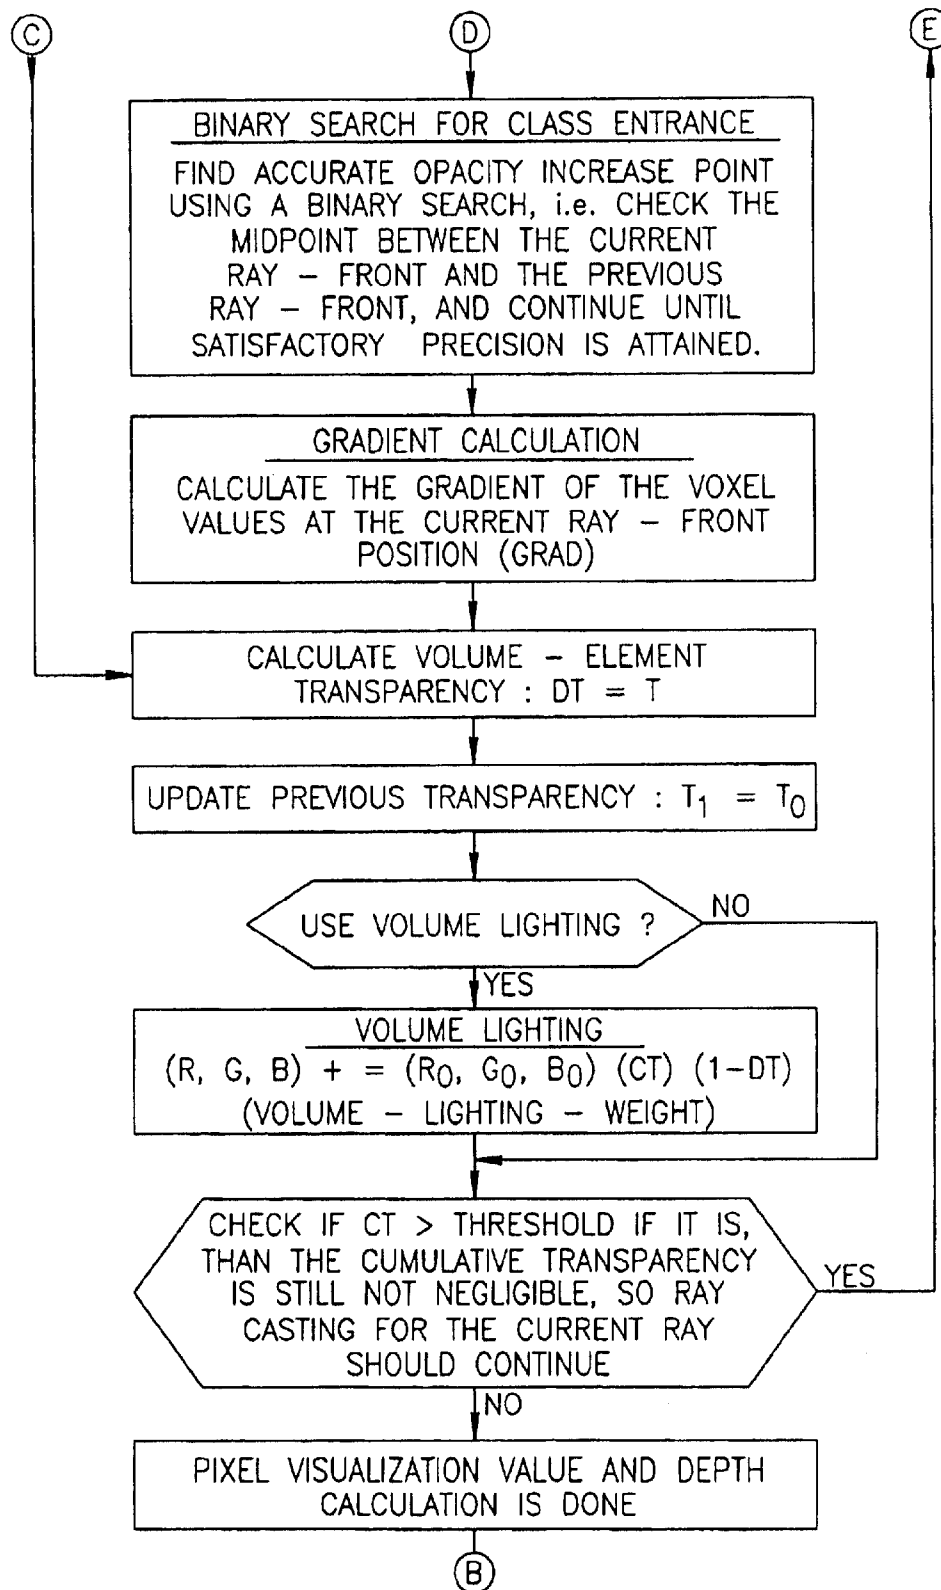 C
D
E
BINARY SEARCH FOR CLASS ENTRANCE
FIND ACCURATE OPACITY INCREASE POINT
USING A BINARY SEARCH, i.e. CHECK THE
MIDPOINT BETWEEN THE CURRENT
RAY – FRONT AND THE PREVIOUS
RAY – FRONT, AND CONTINUE UNTIL
SATISFACTORY PRECISION IS ATTAINED.
GRADIENT CALCULATION
CALCULATE THE GRADIENT OF THE VOXEL
VALUES AT THE CURRENT RAY – FRONT
POSITION (GRAD)
CALCULATE VOLUME – ELEMENT
TRANSPARENCY : DT = T
UPDATE PREVIOUS TRANSPARENCY : T₁ = T₀
USE VOLUME LIGHTING ?
NO
YES
VOLUME LIGHTING
(R, G, B) + = (R₀, G₀, B₀) (CT) (1–DT)
(VOLUME – LIGHTING – WEIGHT)
CHECK IF CT > THRESHOLD IF IT IS,
THAN THE CUMULATIVE TRANSPARENCY
IS STILL NOT NEGLIGIBLE, SO RAY
CASTING FOR THE CURRENT RAY
SHOULD CONTINUE
YES
NO
PIXEL VISUALIZATION VALUE AND DEPTH
CALCULATION IS DONE
B